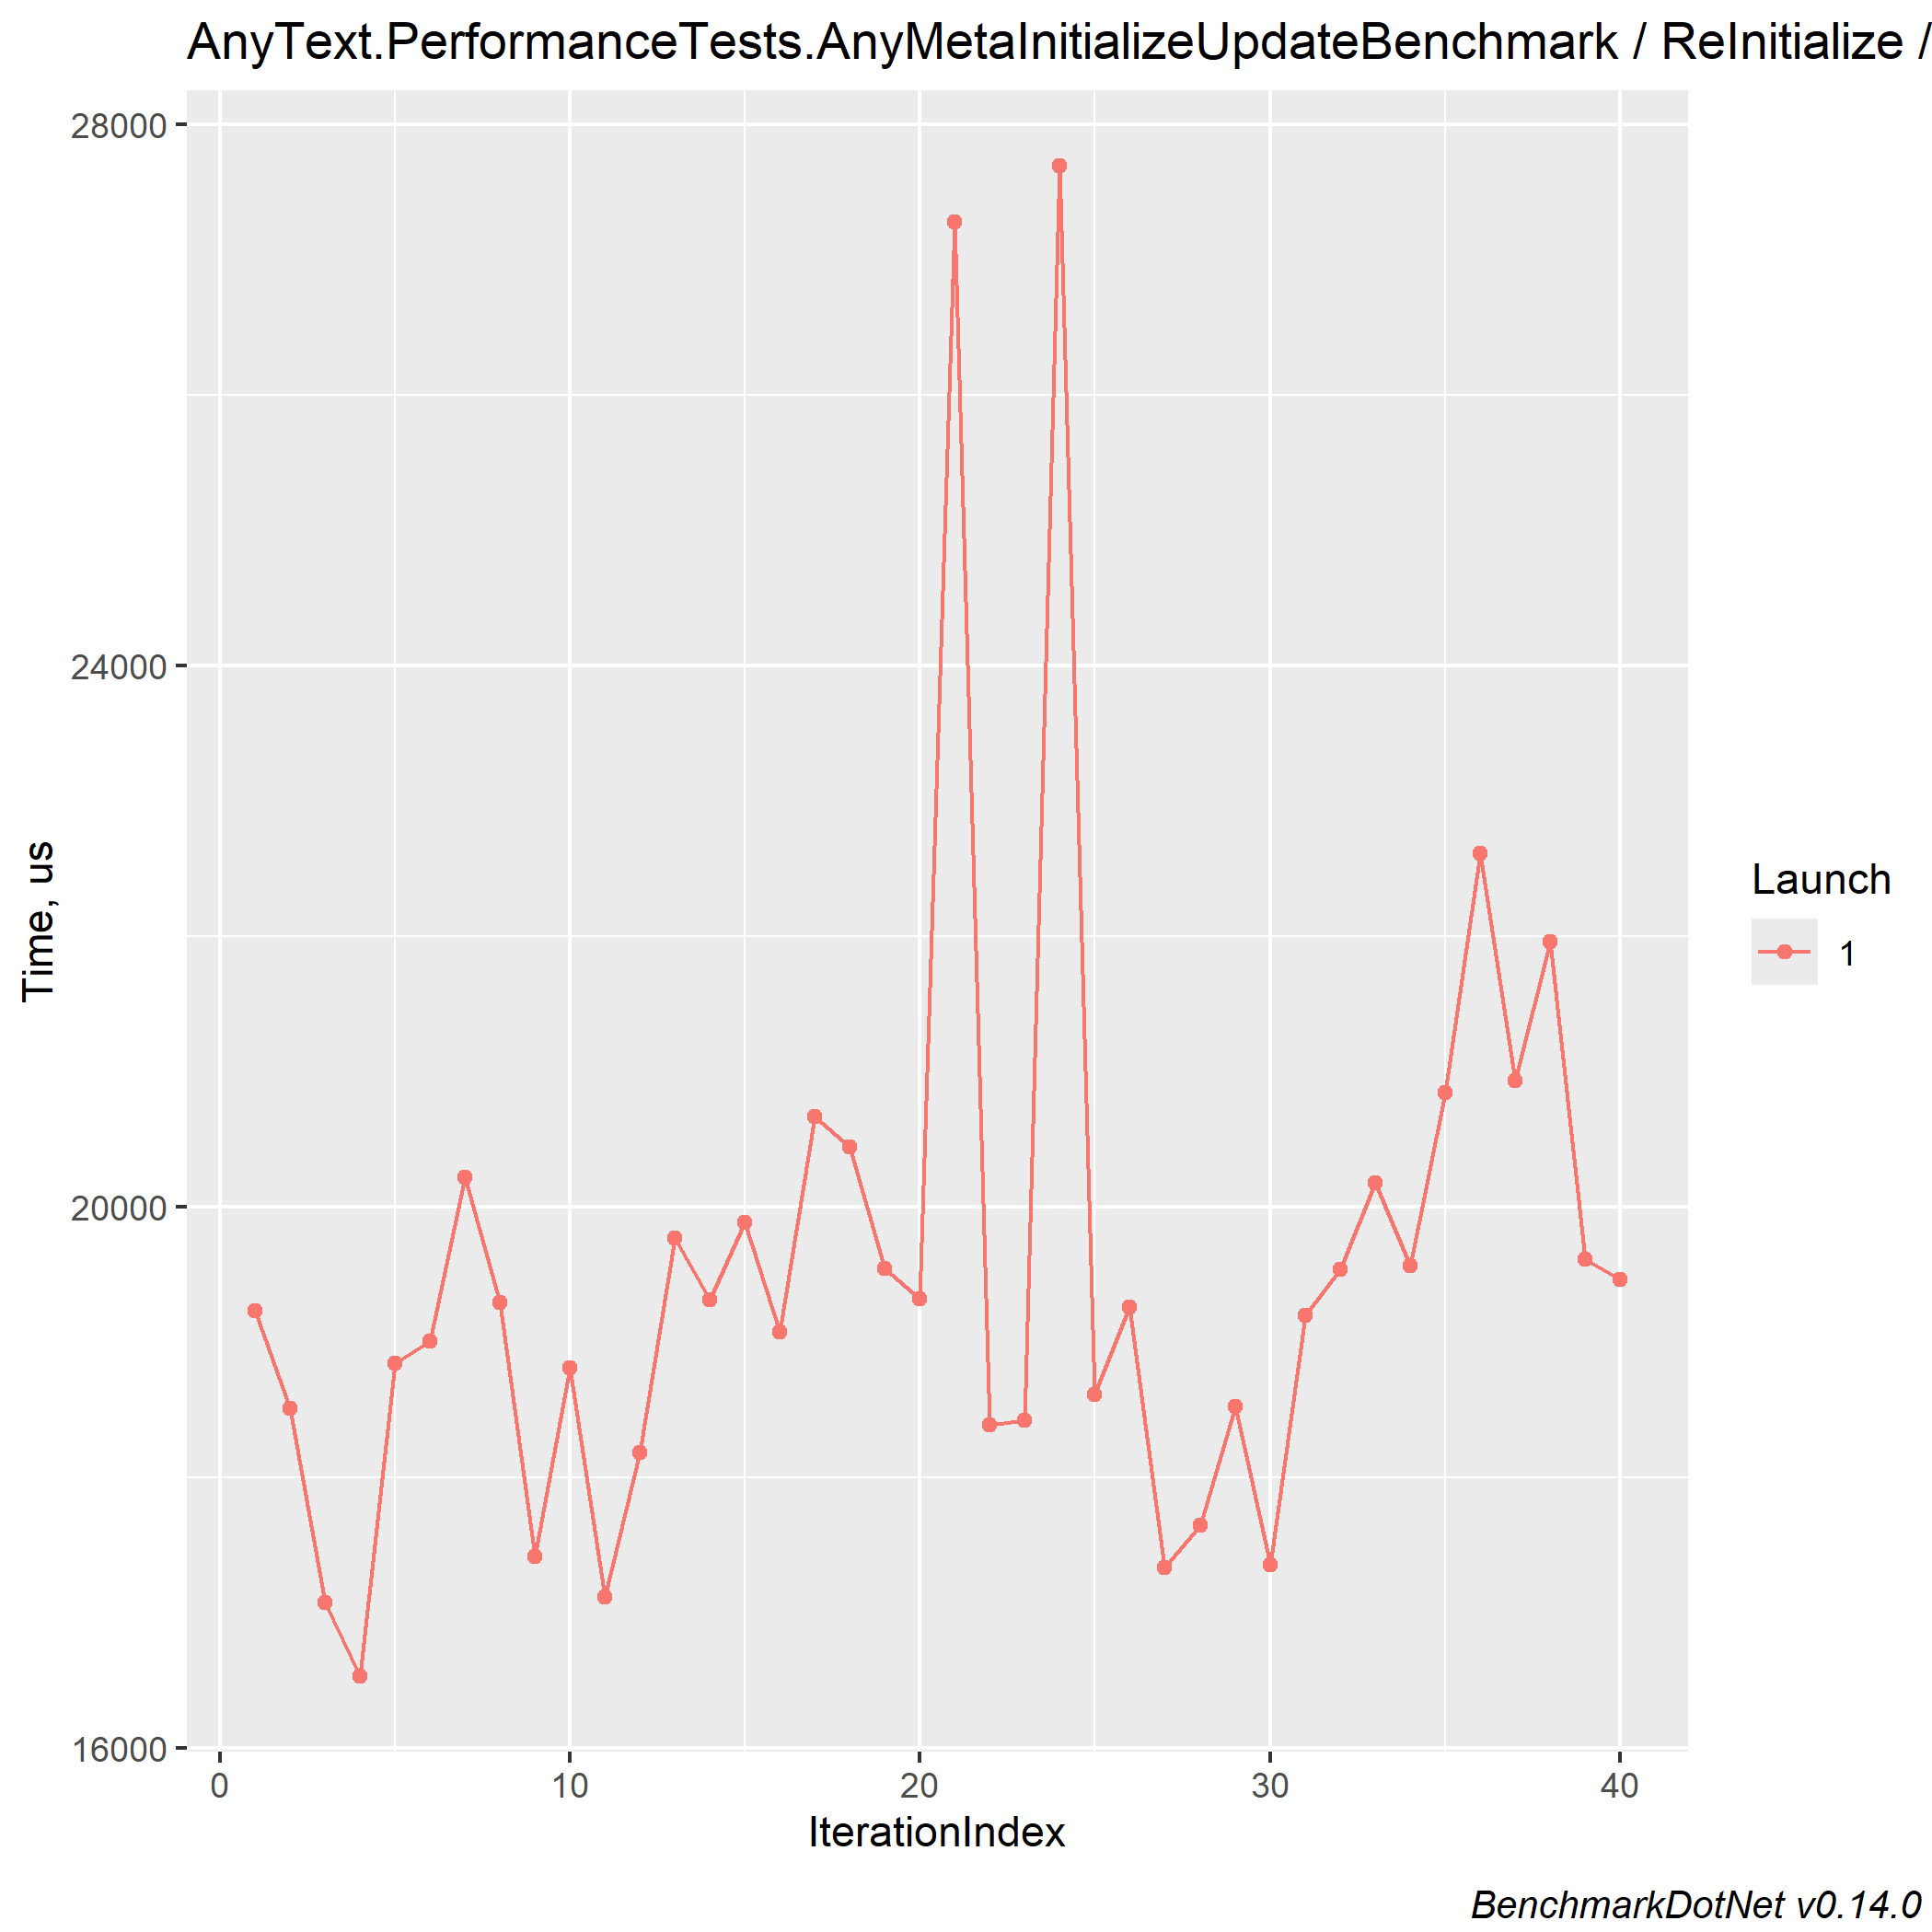 AnyText.PerformanceTests.AnyMetaInitializeUpdateBenchmark / ReInitialize /
28000
24000
20000
16000
Time, us
0 10 20 30 40
IterationIndex
Launch
1
BenchmarkDotNet v0.14.0